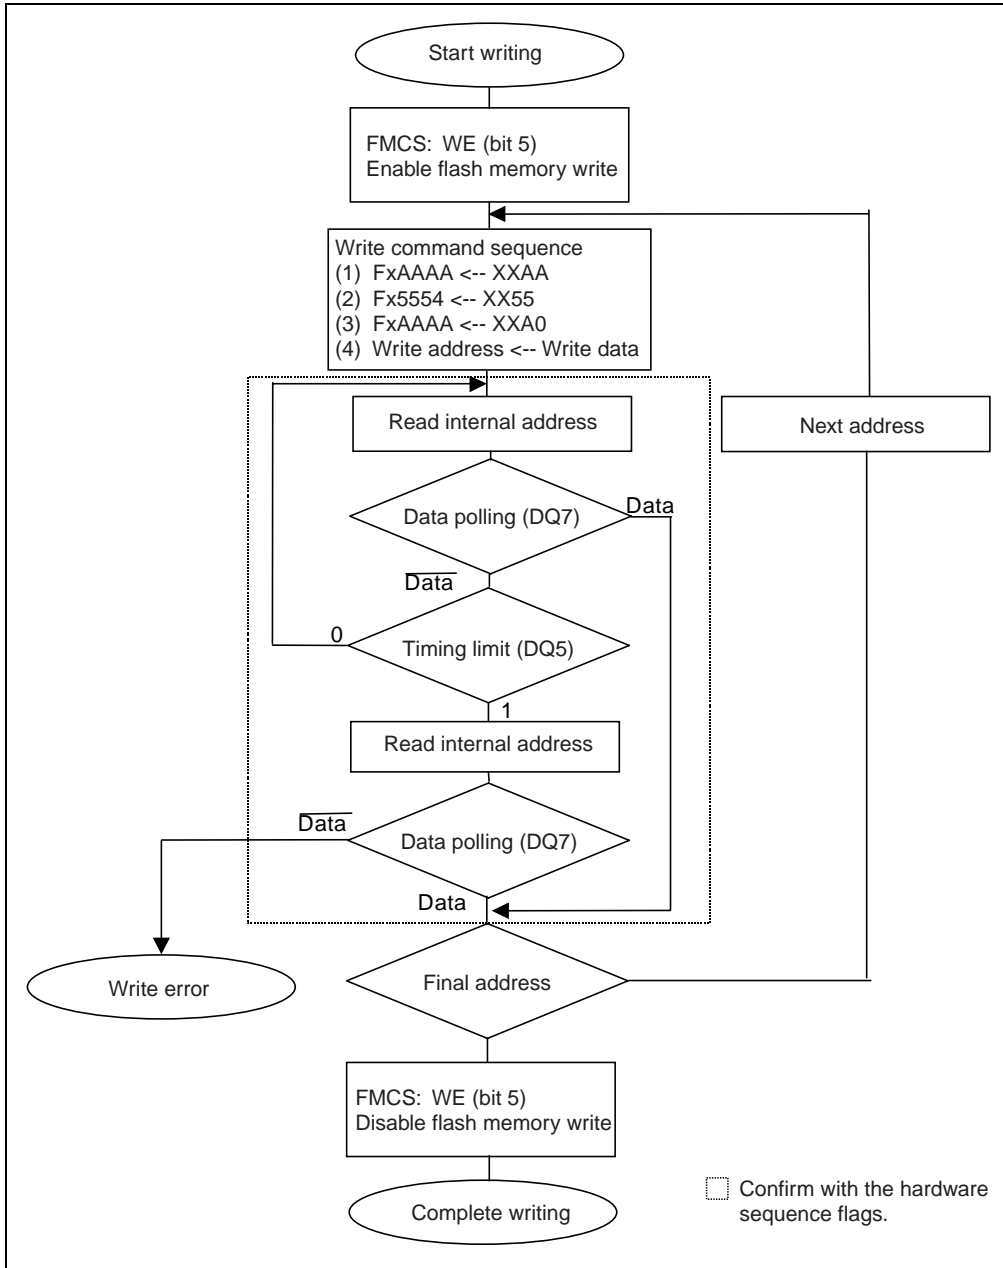 Start writing
FMCS: WE (bit 5)
Enable flash memory write
Write command sequence
(1) FxAAAA <-- XXAA
(2) Fx5554 <-- XX55
(3) FxAAAA <-- XXA0
(4) Write address <-- Write data
Read internal address
Next address
Data polling (DQ7)
Data
D̅a̅t̅a̅
0
Timing limit (DQ5)
1
Read internal address
D̅a̅t̅a̅
Data polling (DQ7)
Data
Write error
Final address
FMCS: WE (bit 5)
Disable flash memory write
Complete writing
Confirm with the hardware
sequence flags.